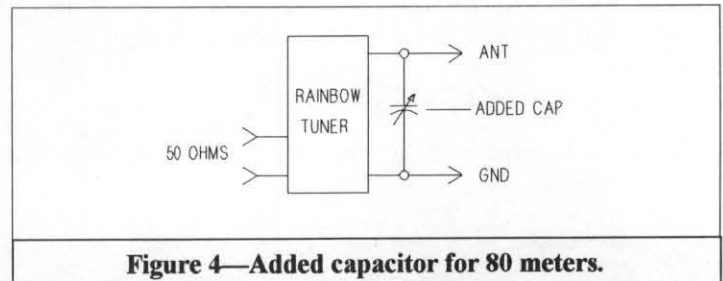 ANT
RAINBOW
TUNER
ADDED CAP
50 OHMS
GND
Figure 4—Added capacitor for 80 meters.